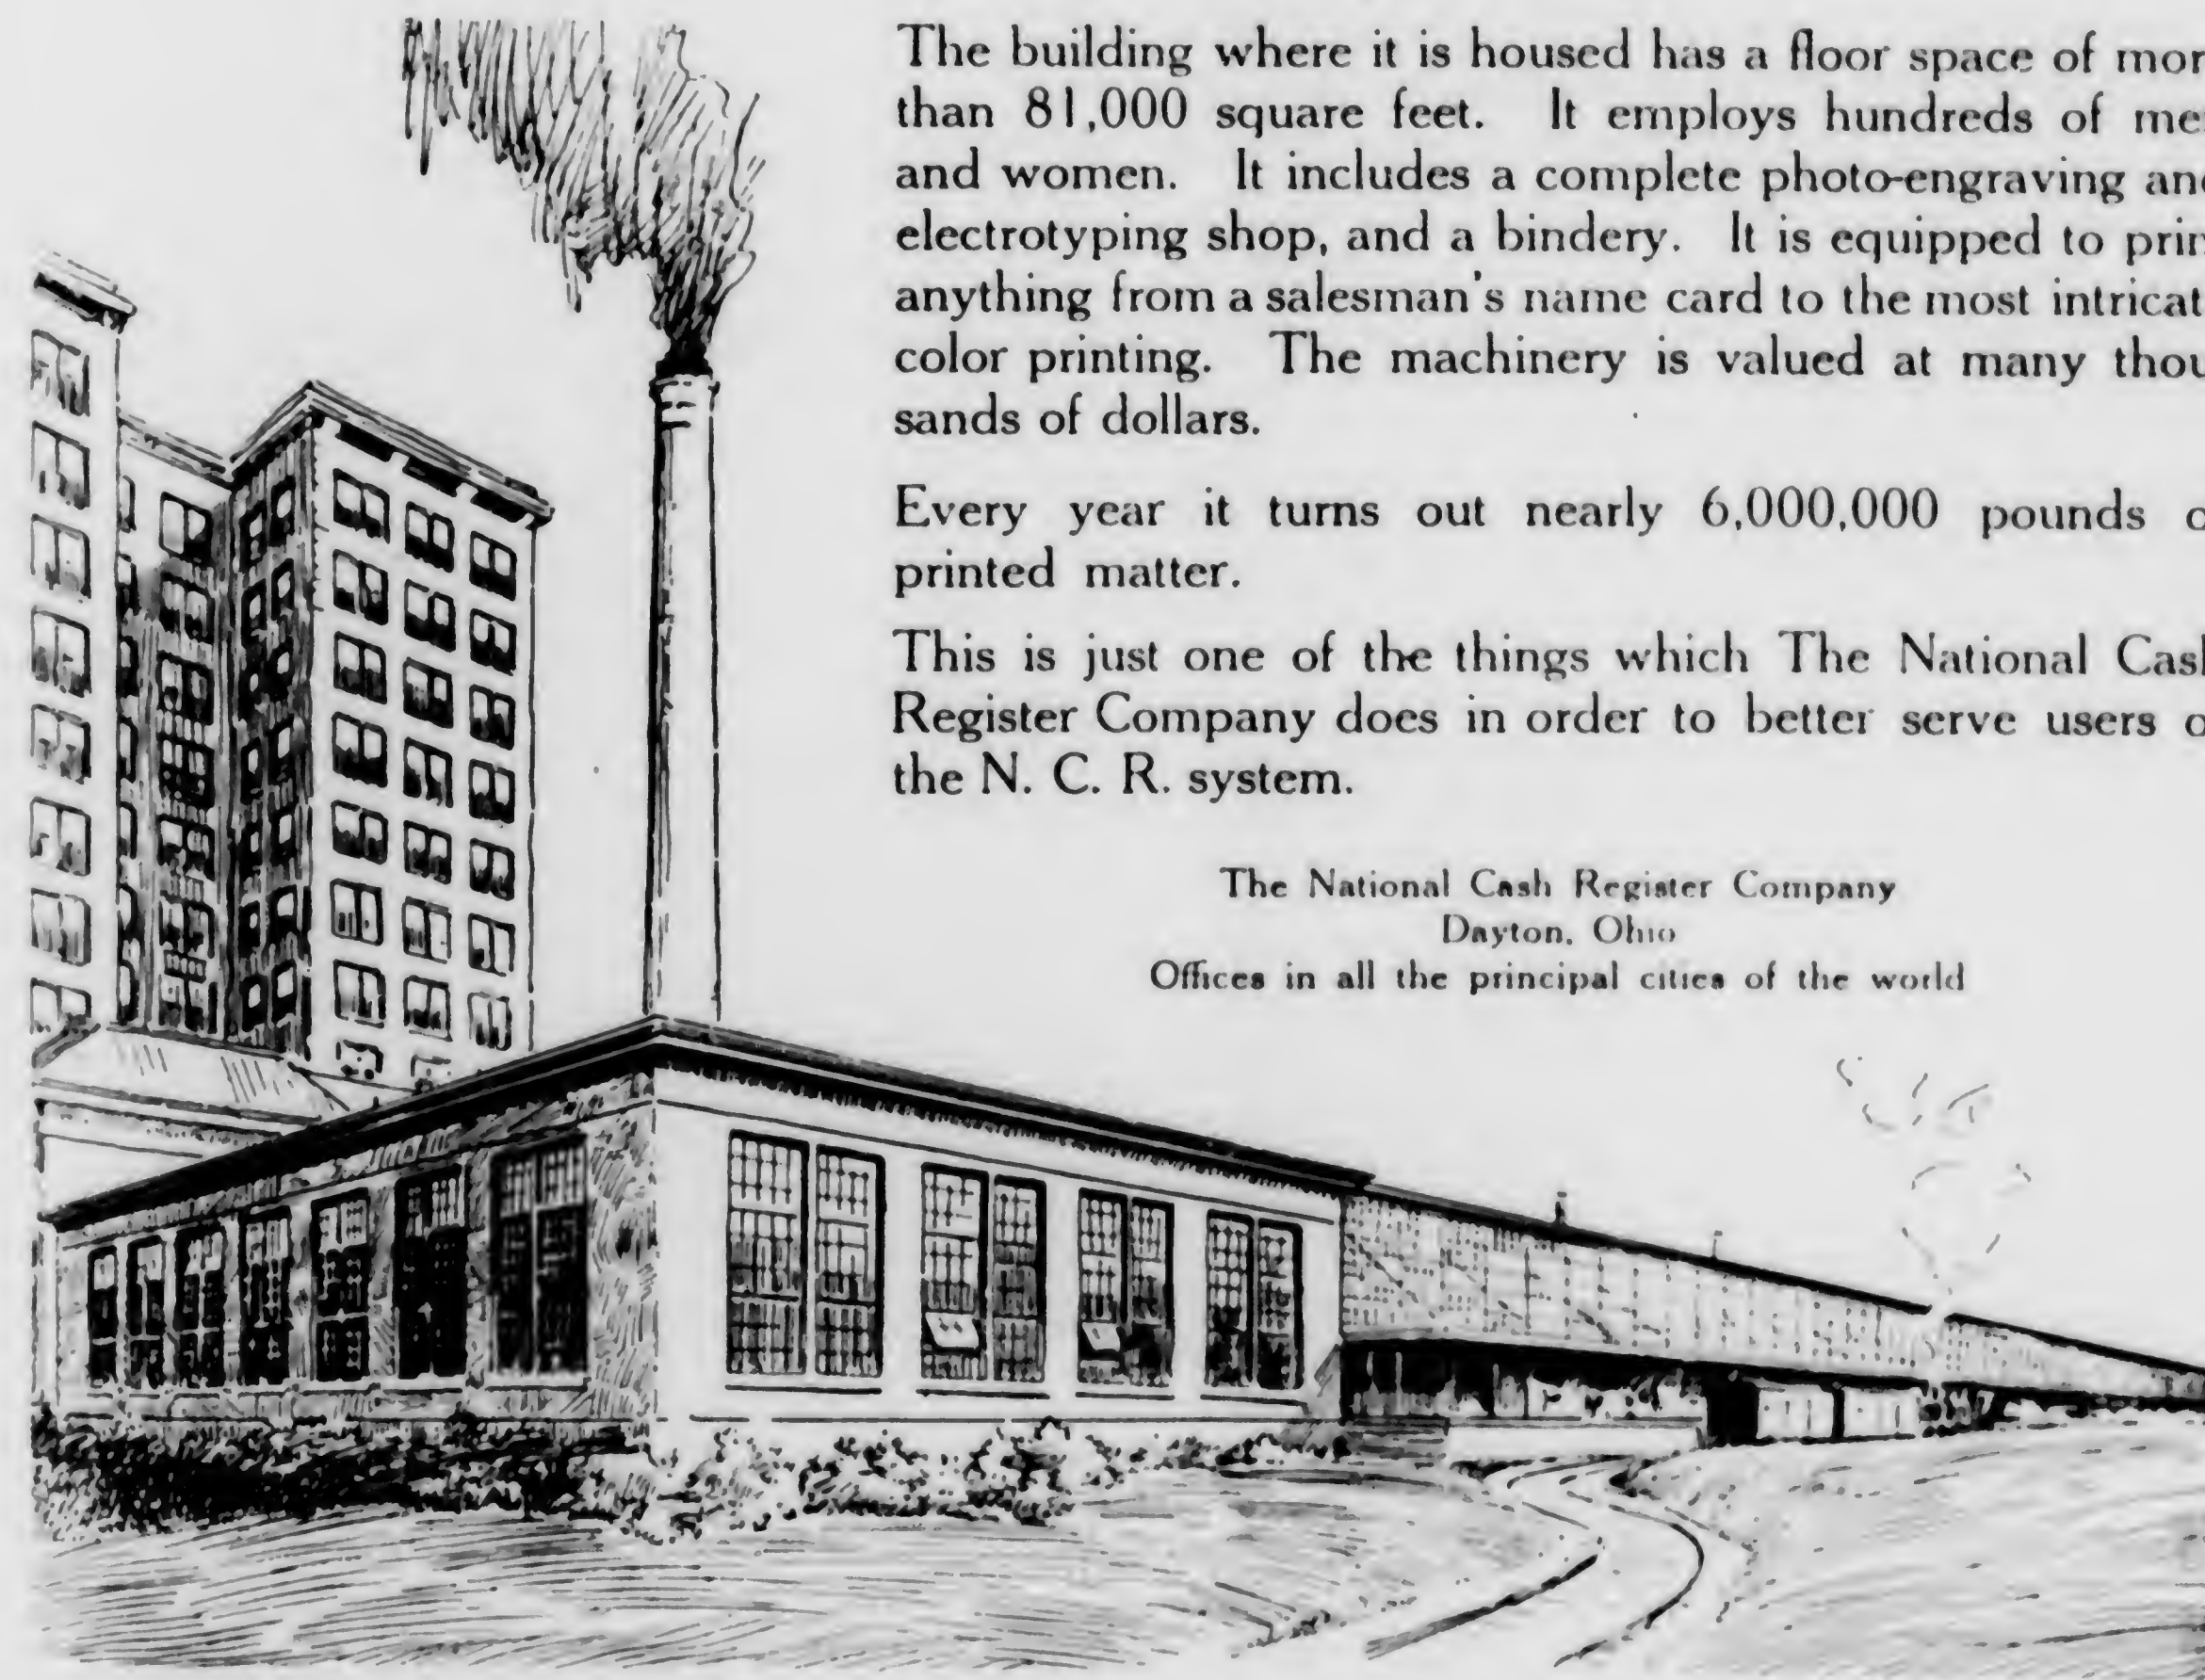 The building where it is housed has a floor space of mor
than 81,000 square feet. It employs hundreds of me
and women. It includes a complete photo-engraving an
electrotyping shop, and a bindery. It is equipped to prin
anything from a salesman's name card to the most intricat
color printing. The machinery is valued at many thou
sands of dollars.
Every year it turns out nearly 6,000,000 pounds o
printed matter.
This is just one of the things which The National Cash
Register Company does in order to better serve users o
the N. C. R. system.
The National Cash Register Company
Dayton, Ohio
Offices in all the principal cities of the world